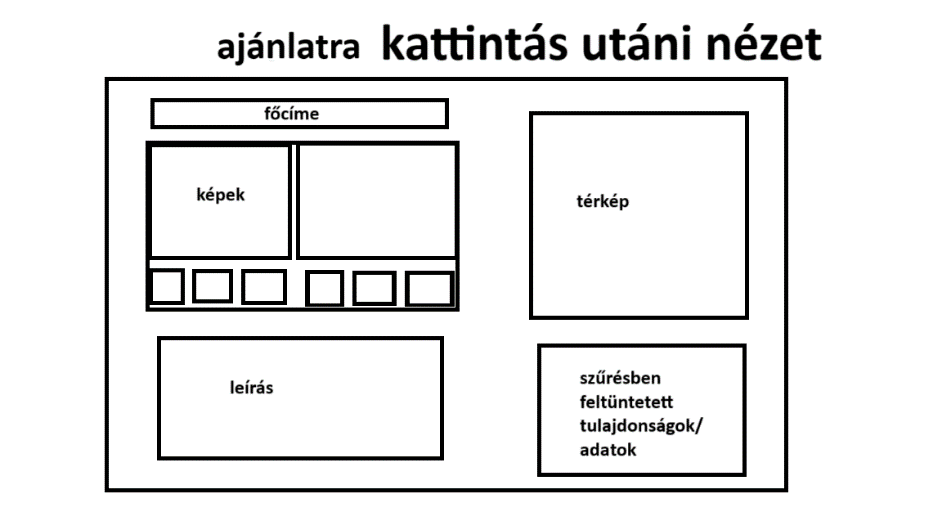 ajánlatra kattintás utáni nézet
főcíme
képek
térkép
leírás
szűrésben
feltüntetett
tulajdonságok/
adatok